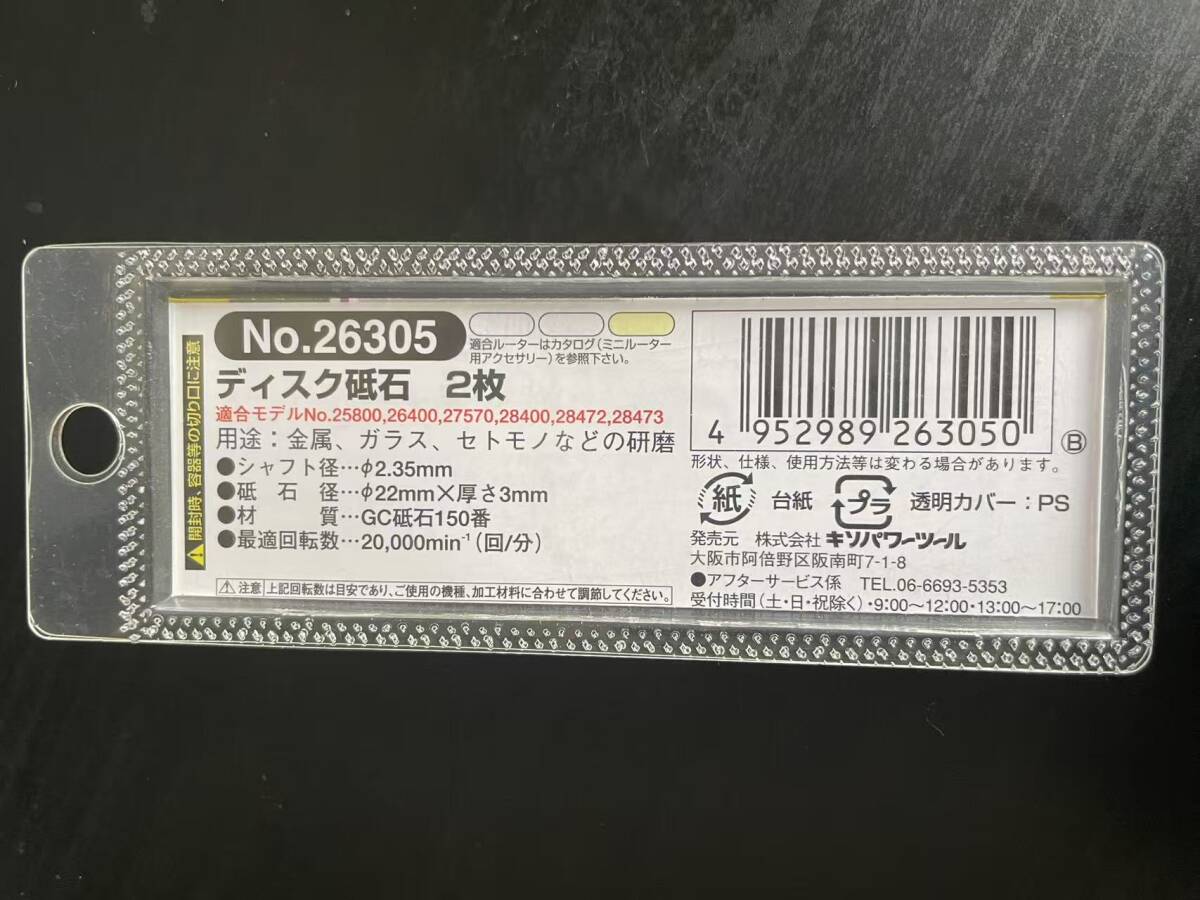 開封時、容器等の切り口に注意
No.26305
適合ルーターはカタログ(ミニルーター
用アクセサリー)を参照下さい。
ディスク砥石 2枚
適合モデルNo.25800,26400,27570,28400,28472,28473
用途:金属、ガラス、セトモノなどの研磨
●シャフト径…φ2.35mm
●砥石径…φ22mm×厚さ3mm
●材質…GC砥石150番
●最適回転数…20,000min⁻¹(回/分)
注意 上記回転数は目安であり、ご使用の機種、加工材料に合わせて調節してください。
4 952989 263050
B
形状、仕様、使用方法等は変わる場合があります。
紙 台紙 プラ 透明カバー:PS
発売元 株式会社 キソパワーツール
大阪市阿倍野区阪南町7-1-8
●アフターサービス係 TEL.06-6693-5353
受付時間(土・日・祝除く)・9:00〜12:00・13:00〜17:00